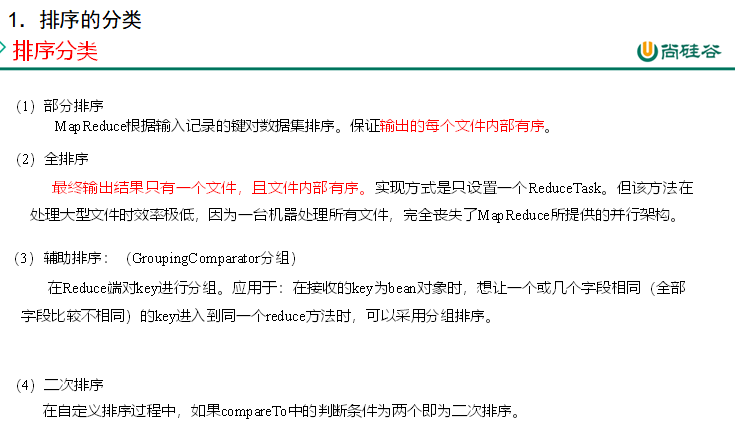 1．排序的分类
排序分类
尚硅谷
（1）部分排序
MapReduce根据输入记录的键对数据集排序。保证输出的每个文件内部有序。
（2）全排序
最终输出结果只有一个文件，且文件内部有序。实现方式是只设置一个ReduceTask。但该方法在
处理大型文件时效率极低，因为一台机器处理所有文件，完全丧失了MapReduce所提供的并行架构。
（3）辅助排序：（GroupingComparator分组）
在Reduce端对key进行分组。应用于：在接收的key为bean对象时，想让一个或几个字段相同（全部
字段比较不相同）的key进入到同一个reduce方法时，可以采用分组排序。
（4）二次排序
在自定义排序过程中，如果compareTo中的判断条件为两个即为二次排序。